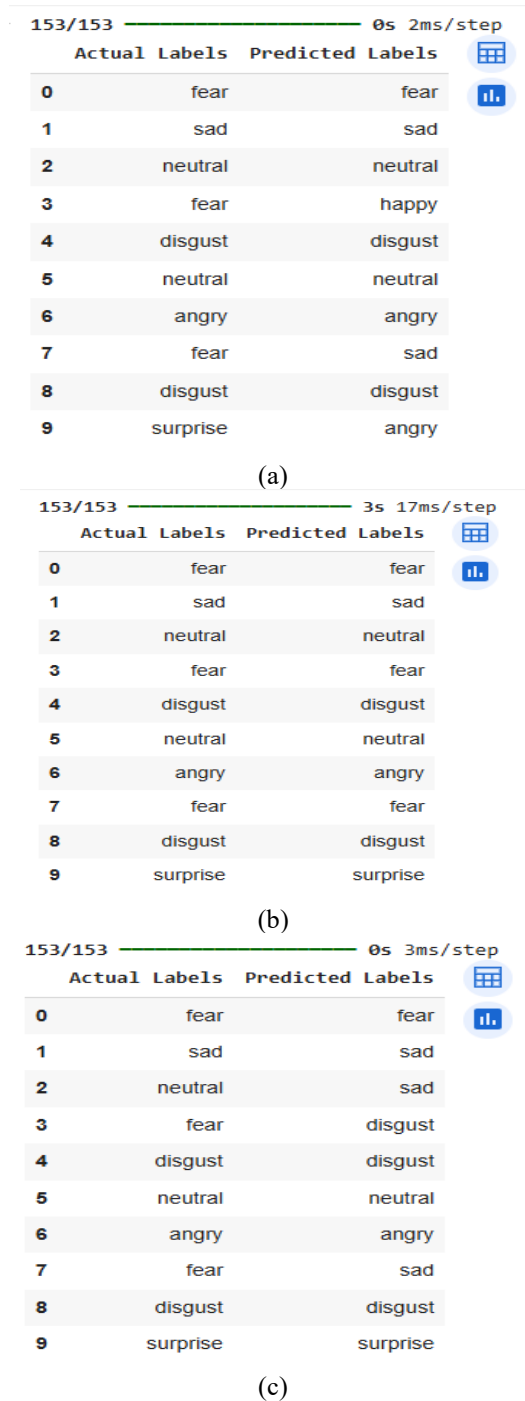 153/153 ━━━━━━━━━━━━━━━━━━━━ 0s 2ms/step
Actual Labels Predicted Labels
0 fear fear
1 sad sad
2 neutral neutral
3 fear happy
4 disgust disgust
5 neutral neutral
6 angry angry
7 fear sad
8 disgust disgust
9 surprise angry
(a)
153/153 ━━━━━━━━━━━━━━━━━━━━ 3s 17ms/step
Actual Labels Predicted Labels
0 fear fear
1 sad sad
2 neutral neutral
3 fear fear
4 disgust disgust
5 neutral neutral
6 angry angry
7 fear fear
8 disgust disgust
9 surprise surprise
(b)
153/153 ━━━━━━━━━━━━━━━━━━━━ 0s 3ms/step
Actual Labels Predicted Labels
0 fear fear
1 sad sad
2 neutral sad
3 fear disgust
4 disgust disgust
5 neutral neutral
6 angry angry
7 fear sad
8 disgust disgust
9 surprise surprise
(c)